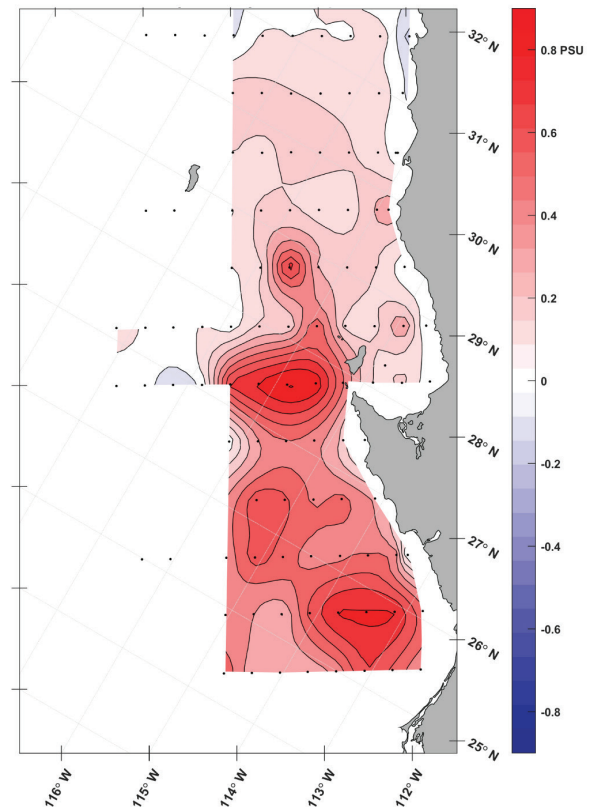 32° N
31° N
30° N
29° N
28° N
27° N
26° N
25° N
116° W
115° W
114° W
113° W
112° W
0.8 PSU
0.6
0.4
0.2
0
-0.2
-0.4
-0.6
-0.8